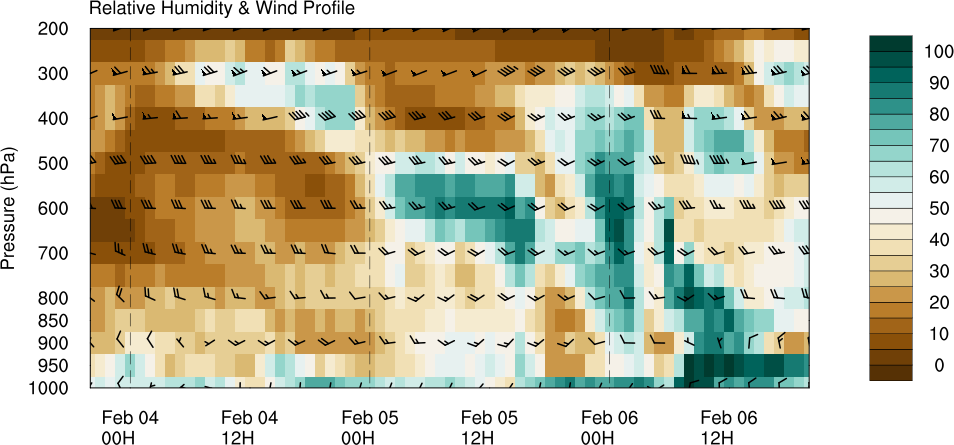 Relative Humidity & Wind Profile
200
300
400
500
600
700
800
850
900
950
1000
Pressure (hPa)
Feb 04
00H
Feb 04
12H
Feb 05
00H
Feb 05
12H
Feb 06
00H
Feb 06
12H
100
90
80
70
60
50
40
30
20
10
0